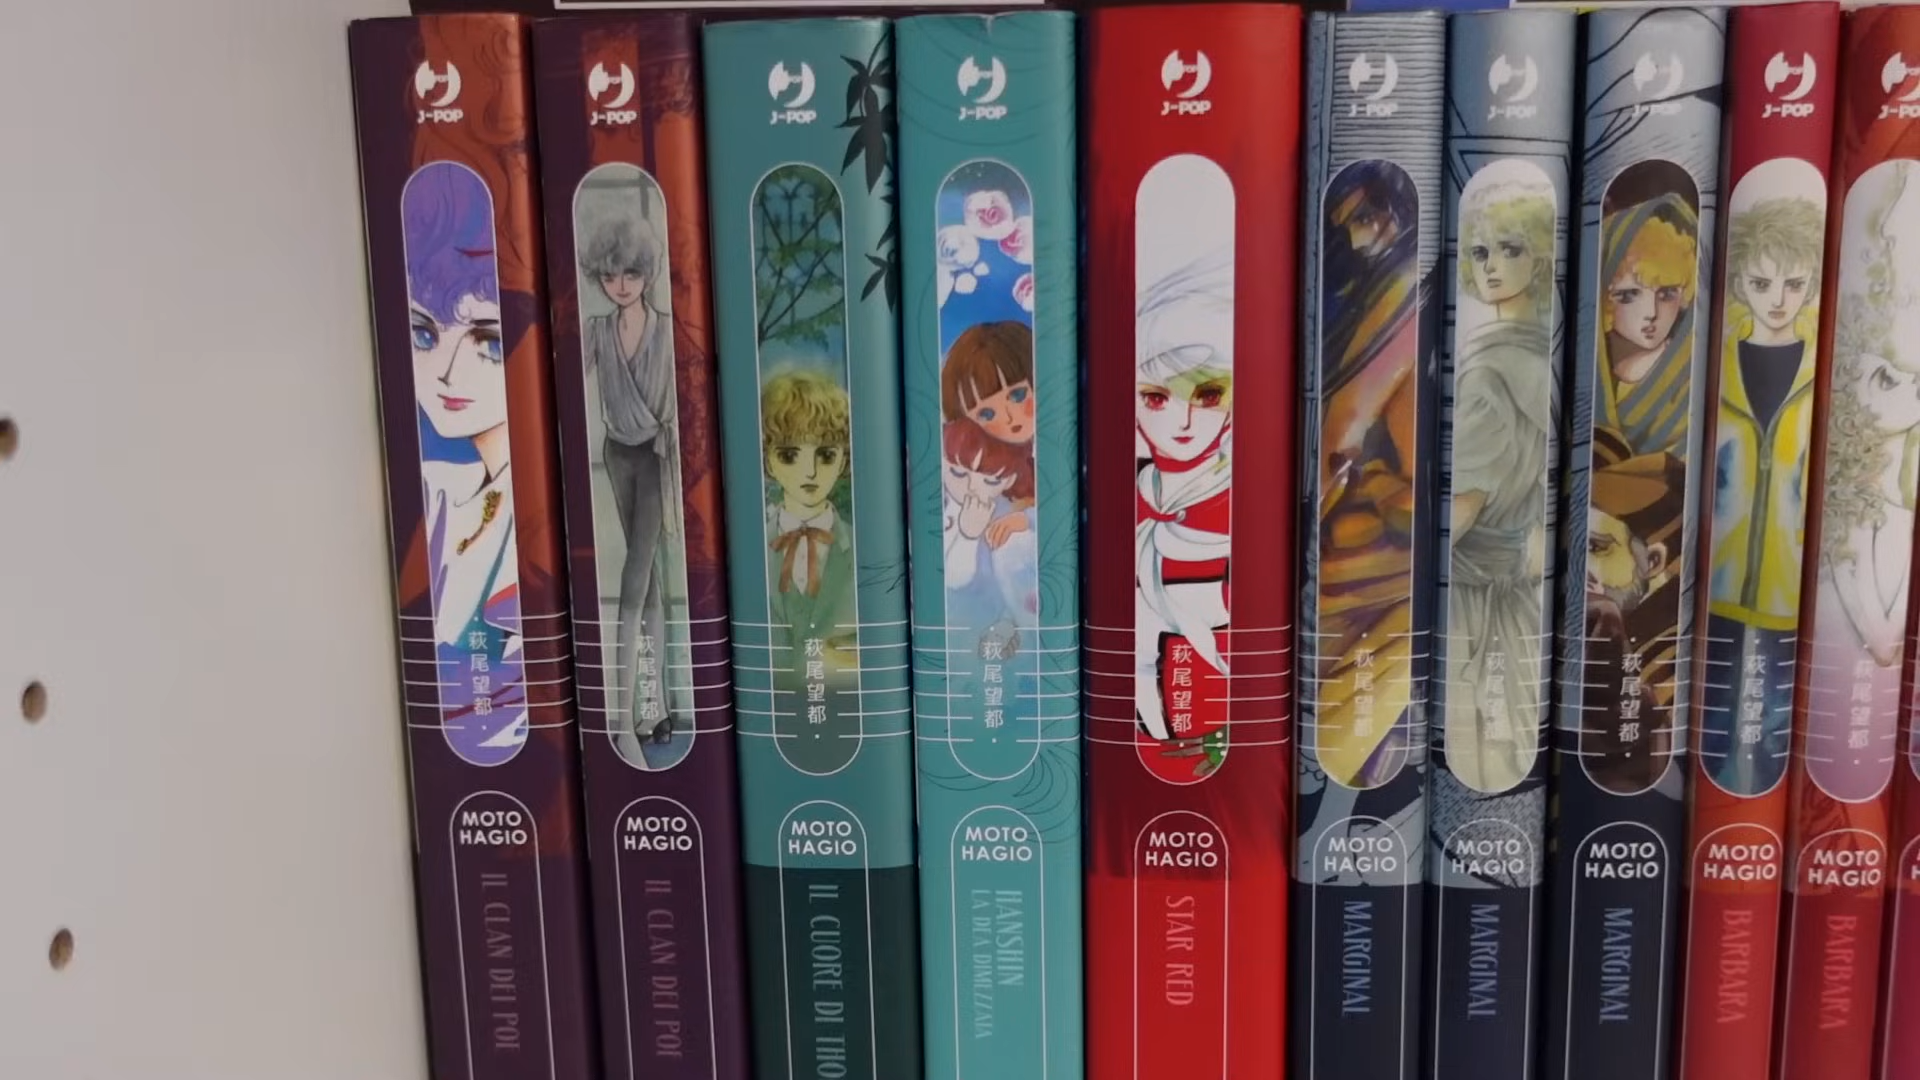 J-POP
萩尾望都
MOTO
HAGIO
IL CLAN DEI POE
J-POP
萩尾望都
MOTO
HAGIO
IL CLAN DEI POE
J-POP
萩尾望都
MOTO
HAGIO
IL CUORE DI THO
J-POP
萩尾望都
MOTO
HAGIO
HANSHIN
LA DEA DIMEZZATA
J-POP
萩尾望都
MOTO
HAGIO
STAR RED
J-POP
萩尾望都
MOTO
HAGIO
MARGINAL
J-POP
萩尾望都
MOTO
HAGIO
MARGINAL
J-POP
萩尾望都
MOTO
HAGIO
MARGINAL
J-POP
萩尾望都
MOTO
HAGIO
BARBARA
J-POP
萩尾望都
MOTO
HAGIO
BARBARA